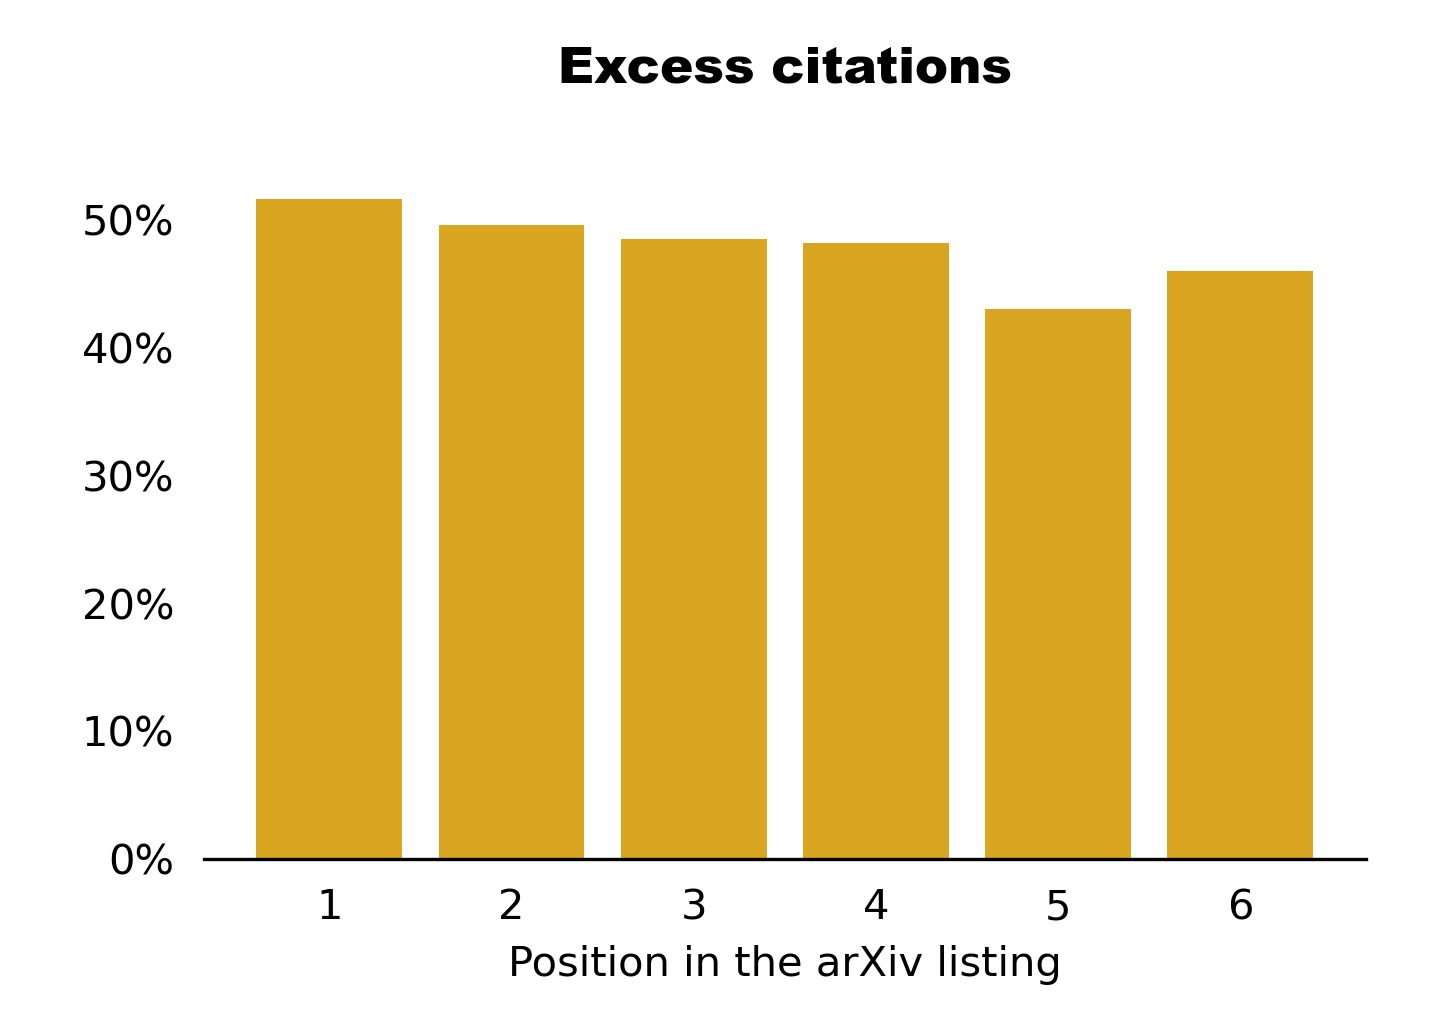 Excess citations
50%
40%
30%
20%
10%
0%
1 2 3 4 5 6
Position in the arXiv listing